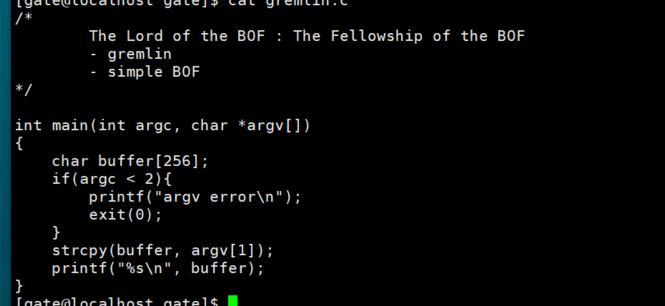 [gate@localhost gate]$ cat gremlin.c
/*
        The Lord of the BOF : The Fellowship of the BOF
        - gremlin
        - simple BOF
*/

int main(int argc, char *argv[])
{
    char buffer[256];
    if(argc < 2){
        printf("argv error\n");
        exit(0);
    }
    strcpy(buffer, argv[1]);
    printf("%s\n", buffer);
}
[gate@localhost gate]$